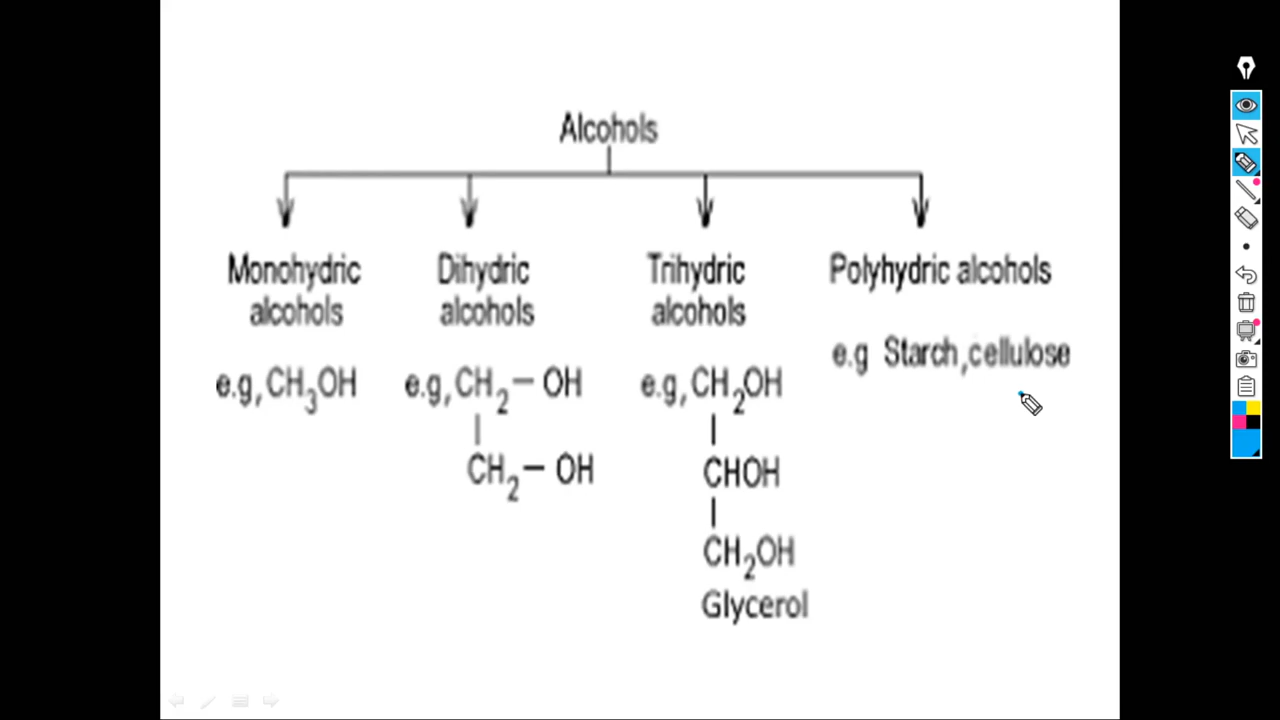 Alcohols
Monohydric
alcohols
e.g, CH3OH
Dihydric
alcohols
e.g, CH2 – OH
|
CH2 – OH
Trihydric
alcohols
e.g, CH2OH
|
CHOH
|
CH2OH
Glycerol
Polyhydric alcohols
e.g Starch ,cellulose